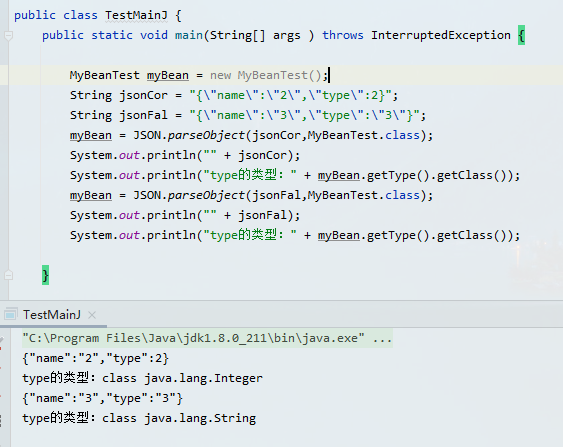 public class TestMainJ {
public static void main(String[] args ) throws InterruptedException {
MyBeanTest myBean = new MyBeanTest();
String jsonCor = "{\"name\":\"2\",\"type\":2}";
String jsonFal = "{\"name\":\"3\",\"type\":\"3\"}";
myBean = JSON.parseObject(jsonCor,MyBeanTest.class);
System.out.println("" + jsonCor);
System.out.println("type的类型：" + myBean.getType().getClass());
myBean = JSON.parseObject(jsonFal,MyBeanTest.class);
System.out.println("" + jsonFal);
System.out.println("type的类型：" + myBean.getType().getClass());
}
TestMainJ ×
"C:\Program Files\Java\jdk1.8.0_211\bin\java.exe" ...
{"name":"2","type":2}
type的类型：class java.lang.Integer
{"name":"3","type":"3"}
type的类型：class java.lang.String